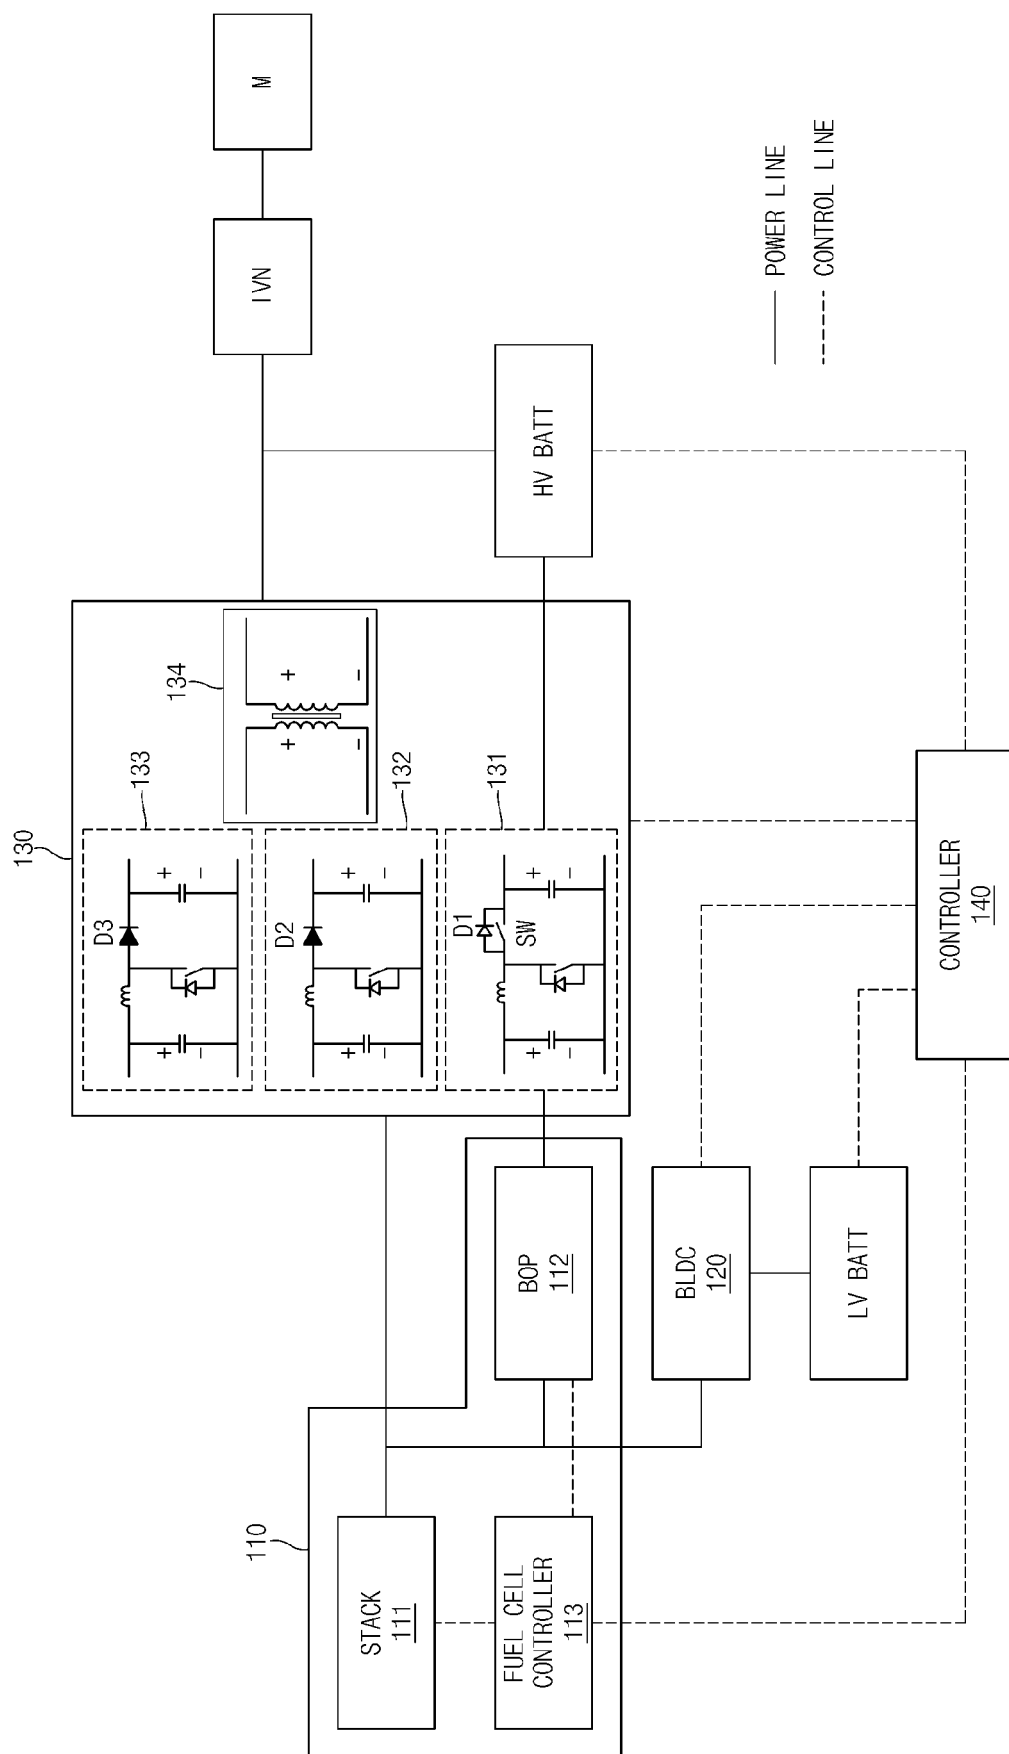 110
STACK
111
FUEL CELL
CONTROLLER
113
BOP
112
BLDC
120
LV BATT
130
133
D3
+
−
+
−
132
D2
+
−
+
−
131
D1
SW
+
−
+
−
134
+
−
+
−
HV BATT
IVN
M
CONTROLLER
140
POWER LINE
CONTROL LINE